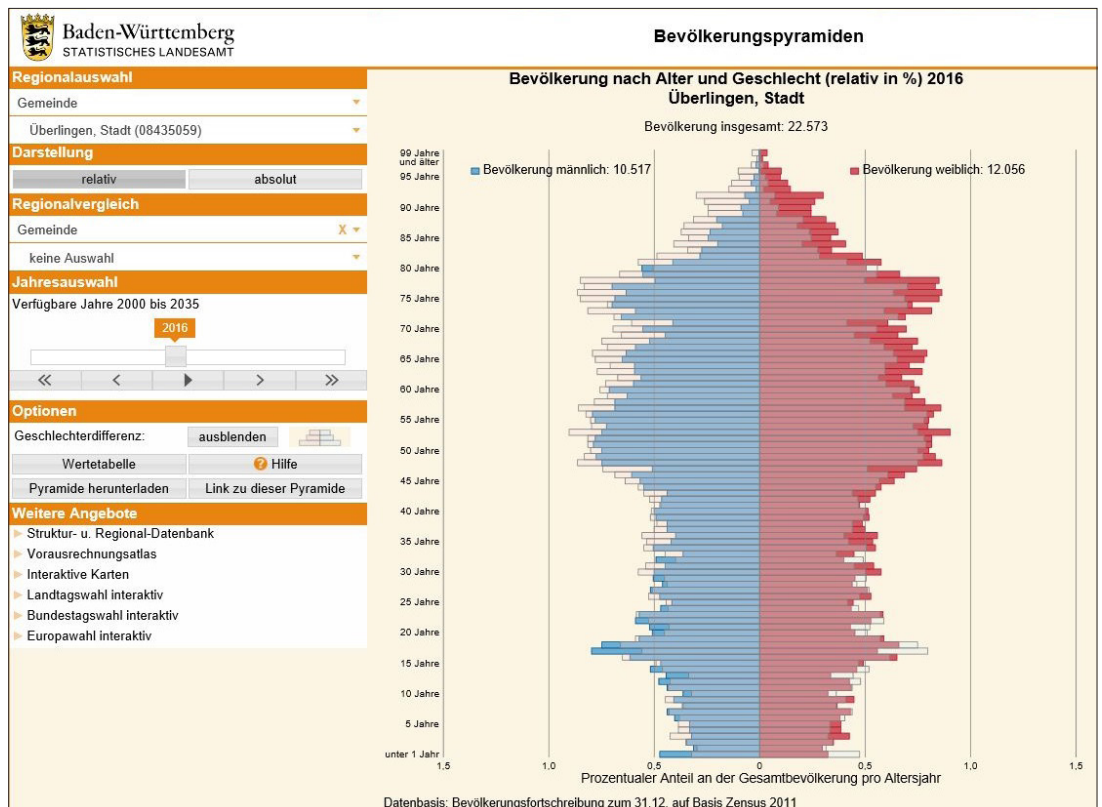 Baden-Württemberg
STATISTISCHES LANDESAMT
Bevölkerungspyramiden
Regionalauswahl
Gemeinde
Überlingen, Stadt (08435059)
Darstellung
relativ
absolut
Regionalvergleich
Gemeinde
X
keine Auswahl
Jahresauswahl
Verfügbare Jahre 2000 bis 2035
2016
Optionen
Geschlechterdifferenz:
ausblenden
Wertetabelle
? Hilfe
Pyramide herunterladen
Link zu dieser Pyramide
Weitere Angebote
Struktur- u. Regional-Datenbank
Vorausrechnungsatlas
Interaktive Karten
Landtagswahl interaktiv
Bundestagswahl interaktiv
Europawahl interaktiv
Bevölkerung nach Alter und Geschlecht (relativ in %) 2016
Überlingen, Stadt
Bevölkerung insgesamt: 22.573
Bevölkerung männlich: 10.517
Bevölkerung weiblich: 12.056
99 Jahre
und älter
95 Jahre
90 Jahre
85 Jahre
80 Jahre
75 Jahre
70 Jahre
65 Jahre
60 Jahre
55 Jahre
50 Jahre
45 Jahre
40 Jahre
35 Jahre
30 Jahre
25 Jahre
20 Jahre
15 Jahre
10 Jahre
5 Jahre
unter 1 Jahr
1,5 1,0 0,5 0 0,5 1,0 1,5
Prozentualer Anteil an der Gesamtbevölkerung pro Altersjahr
Datenbasis: Bevölkerungsfortschreibung zum 31.12. auf Basis Zensus 2011